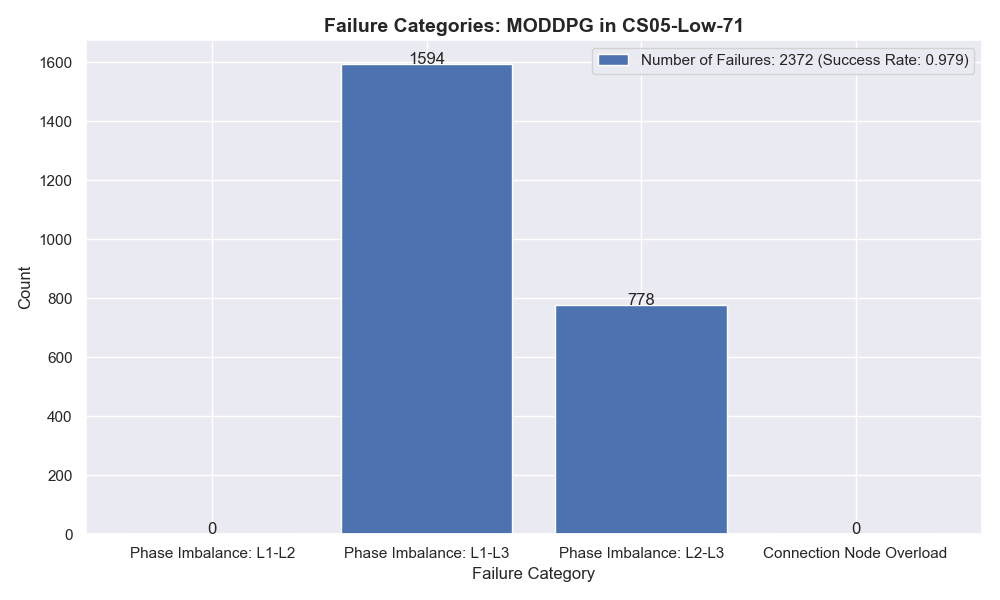 Failure Categories: MODDPG in CS05-Low-71
Number of Failures: 2372 (Success Rate: 0.979)
Count
1600
1400
1200
1000
800
600
400
200
0
0
1594
778
0
Phase Imbalance: L1-L2
Phase Imbalance: L1-L3
Phase Imbalance: L2-L3
Connection Node Overload
Failure Category